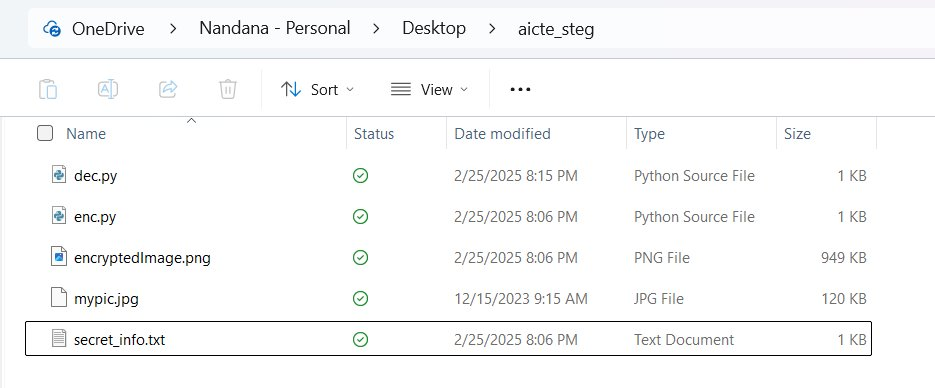 OneDrive > Nandana - Personal > Desktop > aicte_steg
Sort View ...
Name Status Date modified Type Size
dec.py 2/25/2025 8:15 PM Python Source File 1 KB
enc.py 2/25/2025 8:06 PM Python Source File 1 KB
encryptedImage.png 2/25/2025 8:06 PM PNG File 949 KB
mypic.jpg 12/15/2023 9:15 AM JPG File 120 KB
secret_info.txt 2/25/2025 8:06 PM Text Document 1 KB